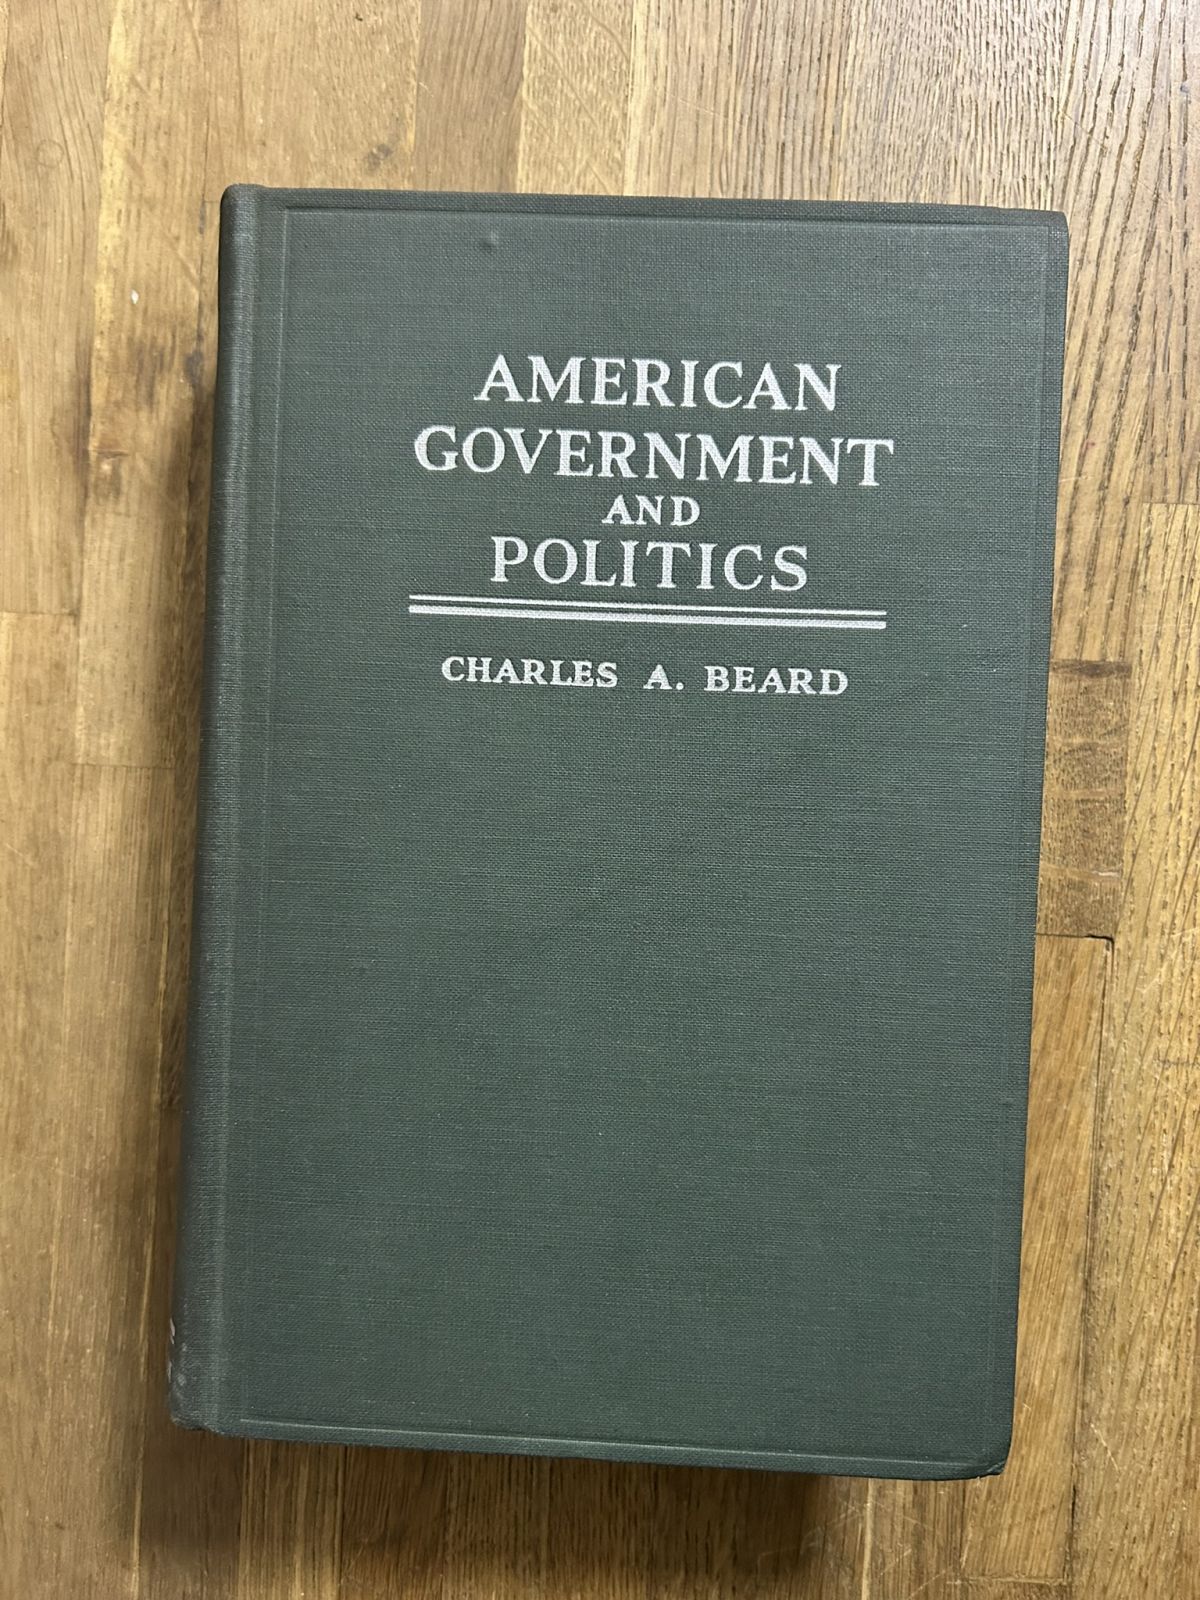 AMERICAN
GOVERNMENT
AND
POLITICS
CHARLES A. BEARD